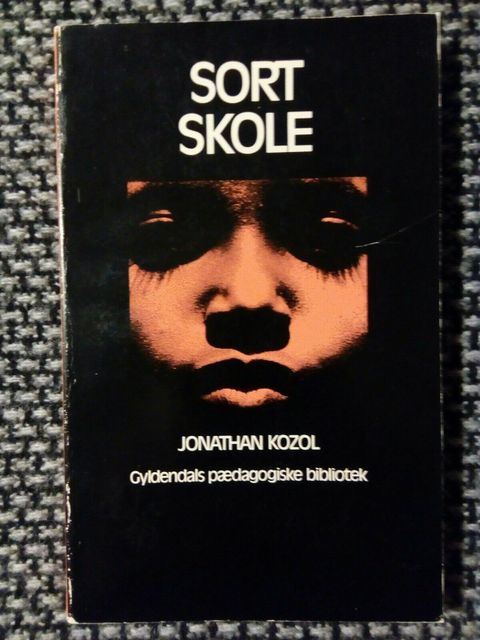 SORT
SKOLE
JONATHAN KOZOL
Gyldendals pædagogiske bibliotek